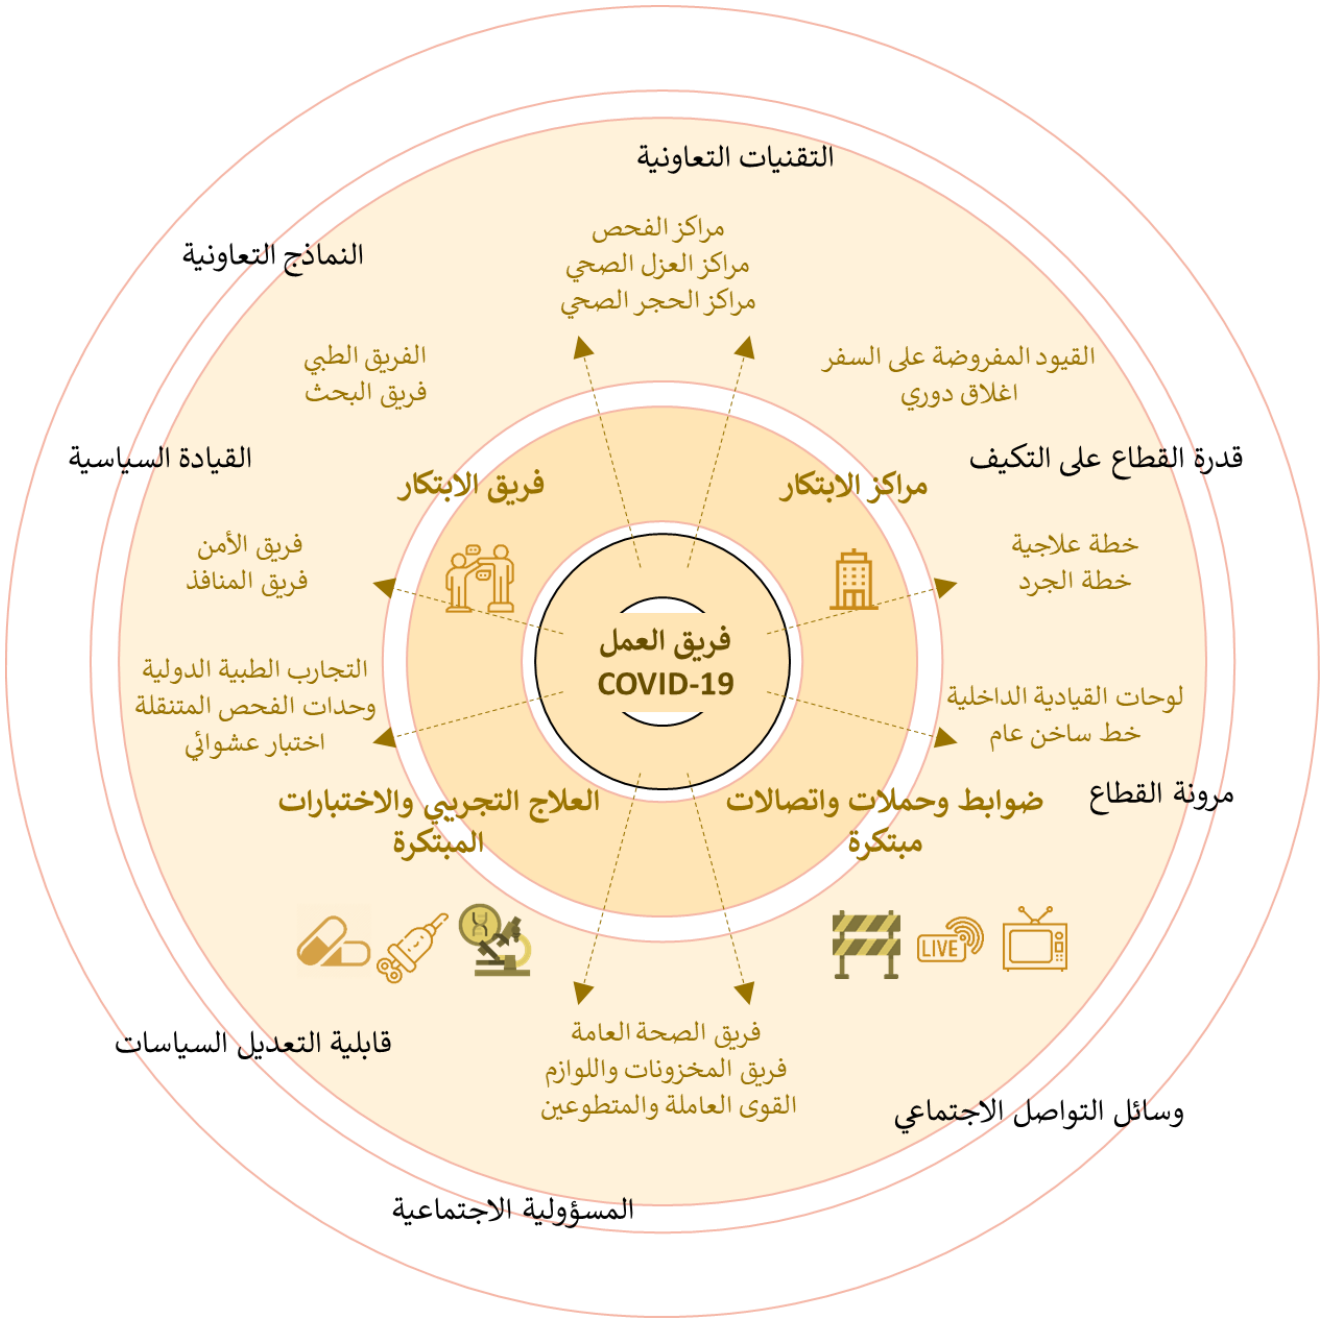 التقنيات التعاونية
مراكز الفحص
مراكز العزل الصحي
مراكز الحجر الصحي
النماذج التعاونية
القيود المفروضة على السفر
اغلاق دوري
الفريق الطبي
فريق البحث
قدرة القطاع على التكيف
القيادة السياسية
مراكز الابتكار
فريق الابتكار
خطة علاجية
خطة الجرد
فريق الأمن
فريق المنافذ
فريق العمل
COVID-19
لوحات القيادية الداخلية
خط ساخن عام
التجارب الطبية الدولية
وحدات الفحص المتنقلة
اختبار عشوائي
مرونة القطاع
ضوابط وحملات واتصالات
مبتكرة
العلاج التجريبي والاختبارات
المبتكرة
LIVE
فريق الصحة العامة
فريق المخزونات واللوازم
القوى العاملة والمتطوعين
قابلية التعديل السياسات
وسائل التواصل الاجتماعي
المسؤولية الاجتماعية